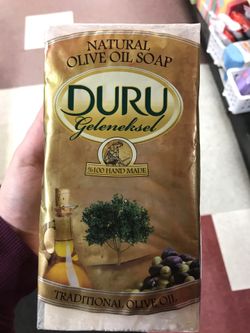 NATURAL
OLIVE OIL SOAP
DURU
Geleneksel
%100 HAND MADE
TRADITIONAL OLIVE OIL